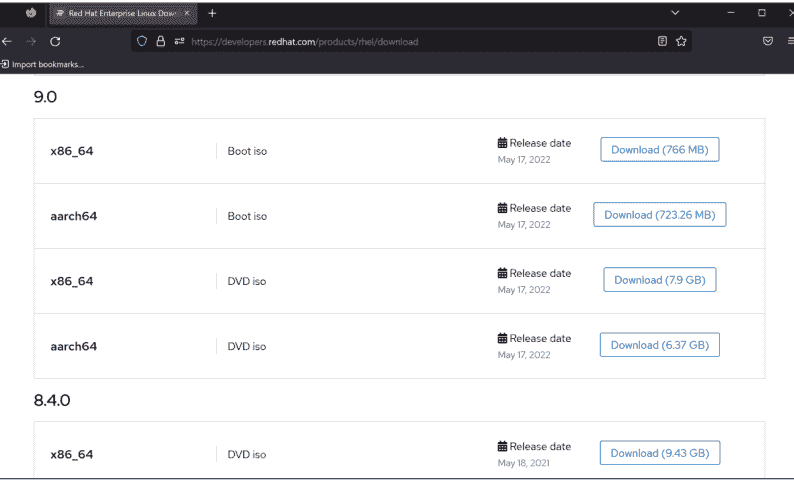 Red Hat Enterprise Linux Dow
https://developers.redhat.com/products/rhel/download
Import bookmarks...
9.0
x86_64 Boot iso Release date Download (766 MB)
May 17, 2022
aarch64 Boot iso Release date Download (723.26 MB)
May 17, 2022
x86_64 DVD iso Release date Download (7.9 GB)
May 17, 2022
aarch64 DVD iso Release date Download (6.37 GB)
May 17, 2022
8.4.0
x86_64 DVD iso Release date Download (9.43 GB)
May 18, 2021